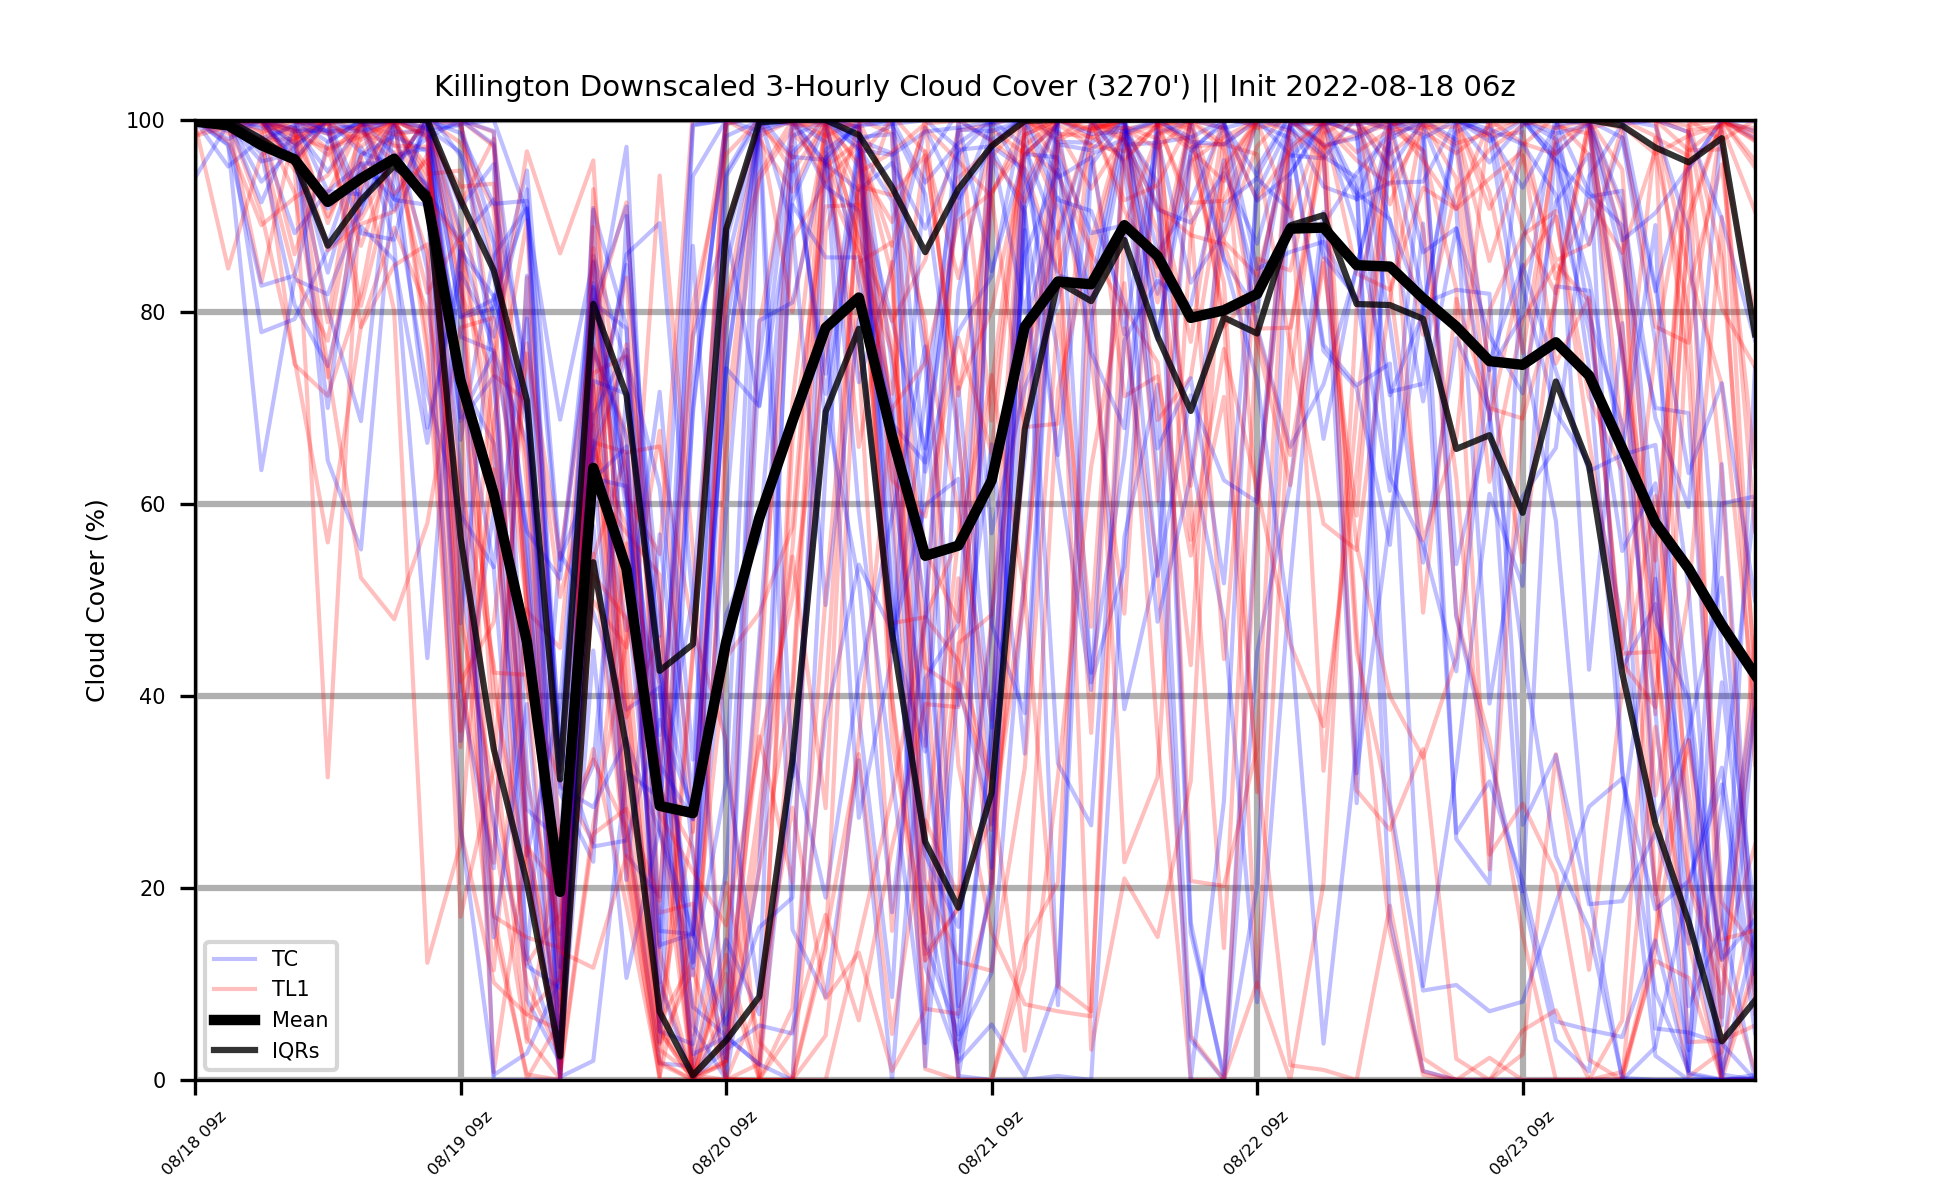 Killington Downscaled 3-Hourly Cloud Cover (3270') || Init 2022-08-18 06z
100
80
60
40
20
0
Cloud Cover (%)
TC
TL1
Mean
IQRs
08/18 09z
08/19 09z
08/20 09z
08/21 09z
08/22 09z
08/23 09z